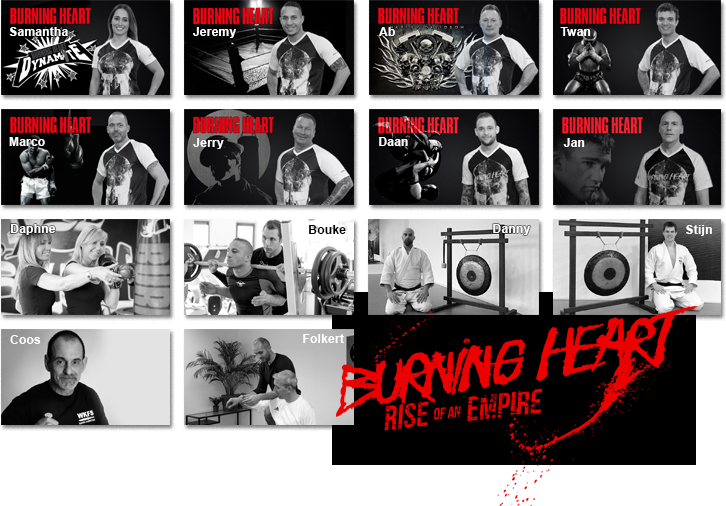 BURNING HEART
Samantha
DYNAMITE
BURNING HEART
Jeremy
BURNING HEART
Ab
BURNING HEART
Twan
BURNING HEART
Marco
BURNING HEART
Jerry
BURNING HEART
Daan
BURNING HEART
Jan
Daphne
Bouke
Danny
Stijn
Coos
WKFS
Folkert
BURNING HEART
RISE OF AN EMPIRE